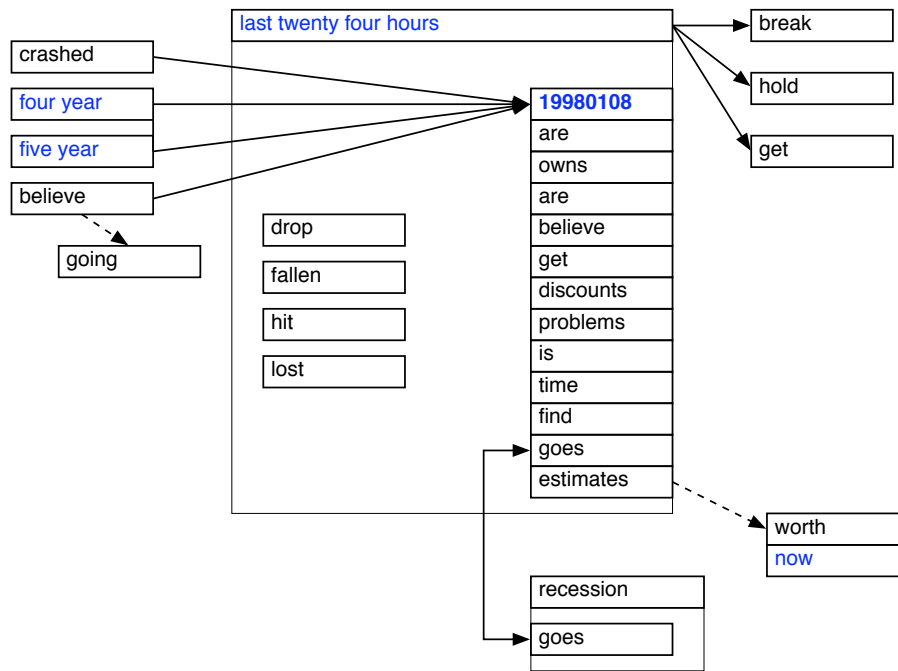 last twenty four hours
break
crashed
hold
four year
19980108
five year
are
get
owns
believe
are
drop
believe
going
get
fallen
discounts
hit
problems
is
lost
time
find
goes
estimates
worth
now
recession
goes